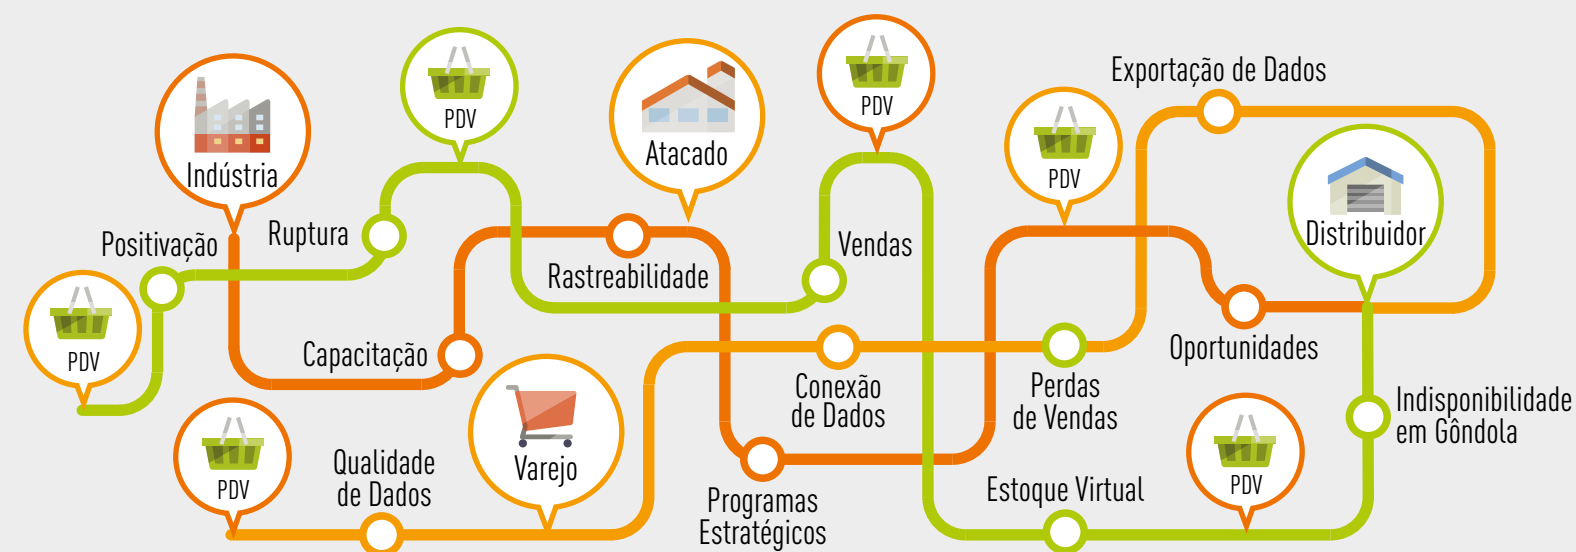 Exportação de Dados
PDV
PDV
Atacado
Indústria
PDV
Positivação
Ruptura
Vendas
Distribuidor
Rastreabilidade
PDV
Capacitação
Oportunidades
Conexão
de Dados
Perdas
de Vendas
Indisponibilidade
em Gôndola
Qualidade
de Dados
Varejo
PDV
PDV
Estoque Virtual
Programas
Estratégicos